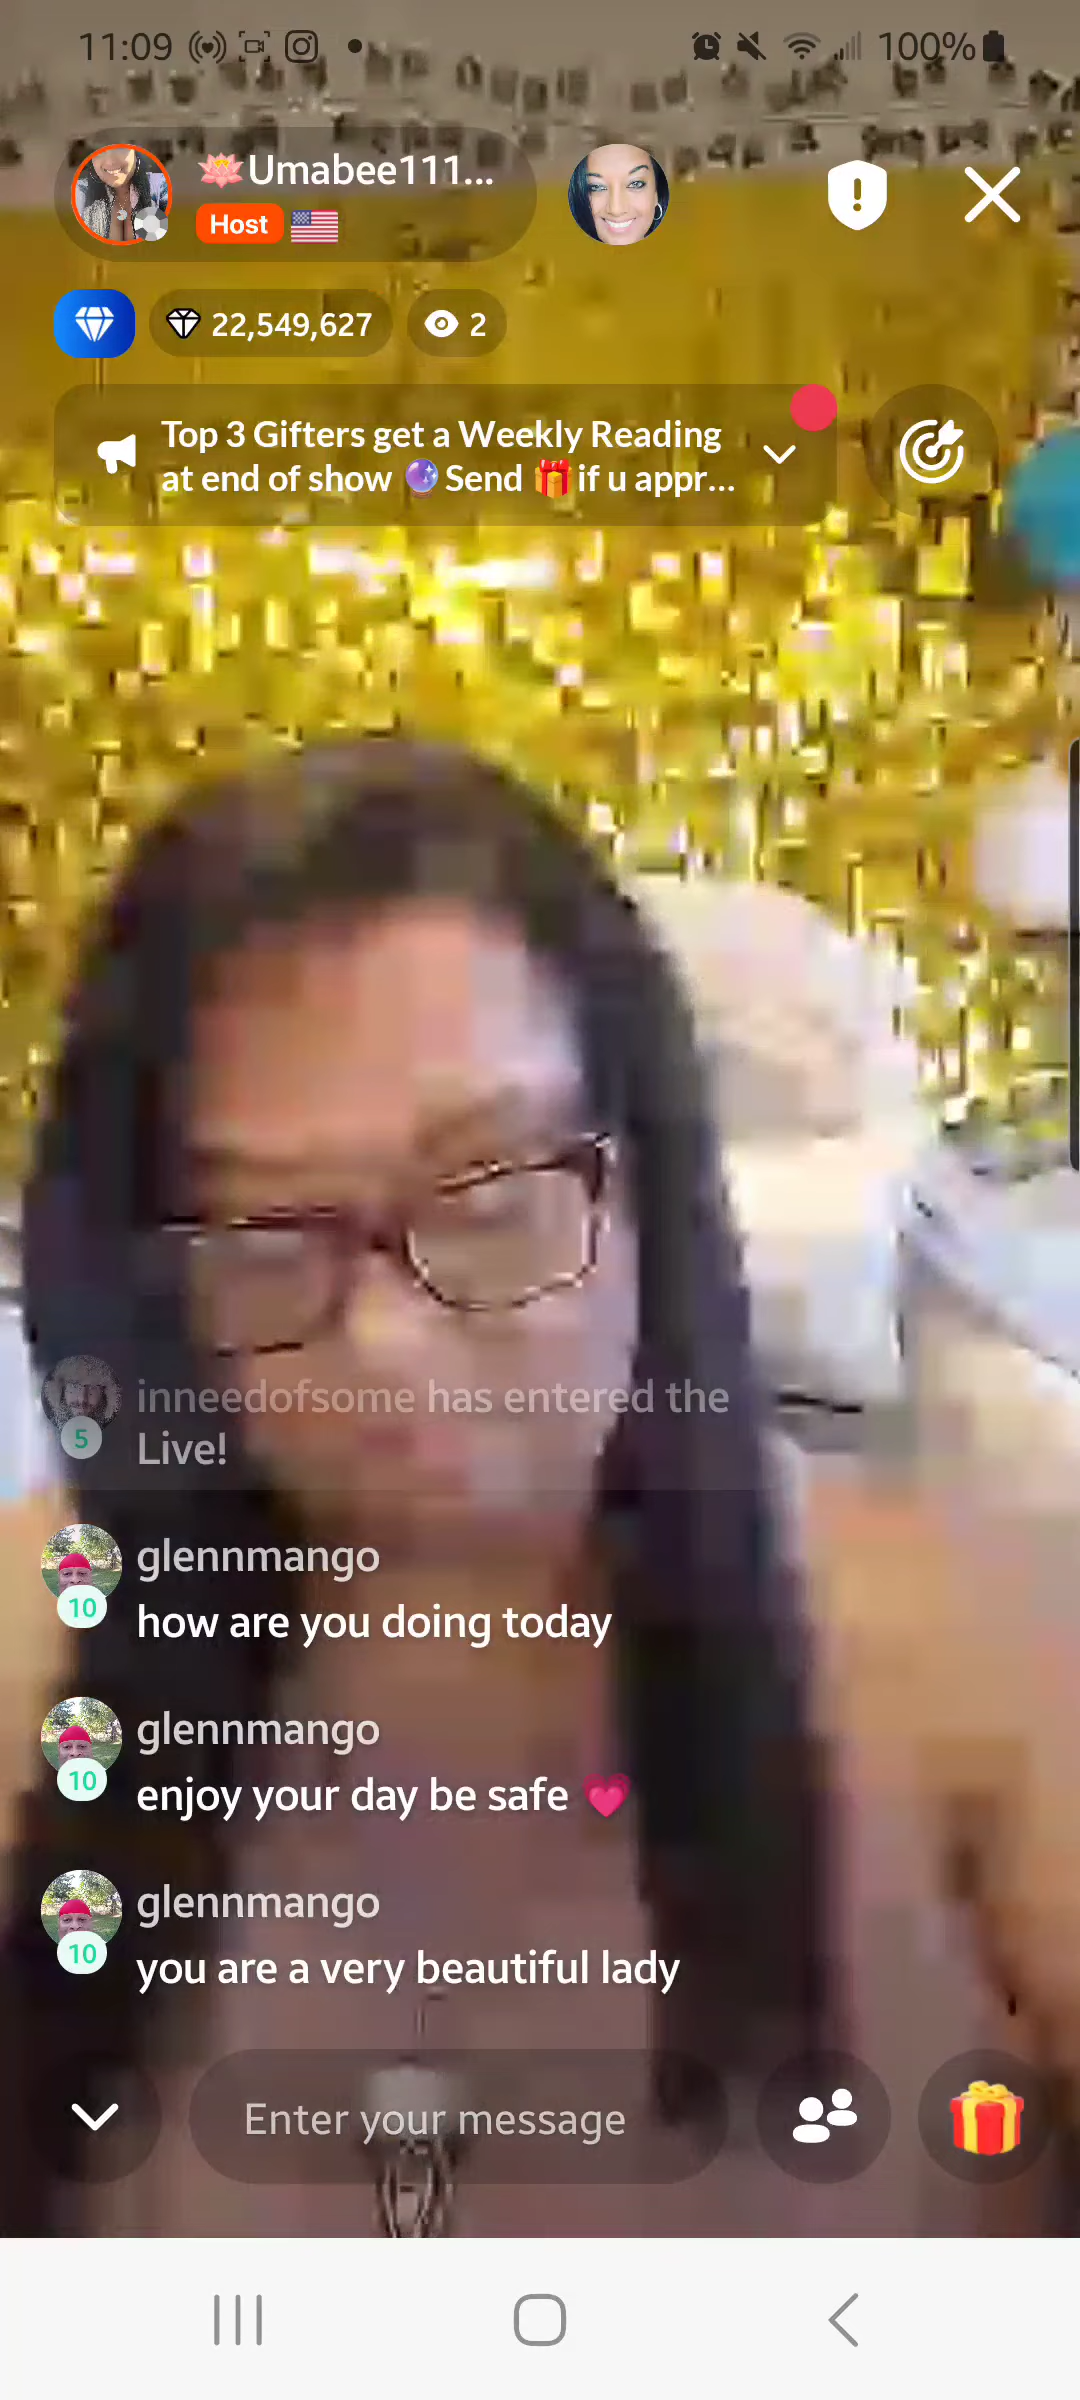 11:09
100%
🪷Umabee111...
Host
22,549,627
2
Top 3 Gifters get a Weekly Reading
at end of show 🔮Send 🎁if u appr...
inneedofsome has entered the
Live!
5
glennmango
10
how are you doing today
glennmango
10
enjoy your day be safe 💗
glennmango
10
you are a very beautiful lady
Enter your message